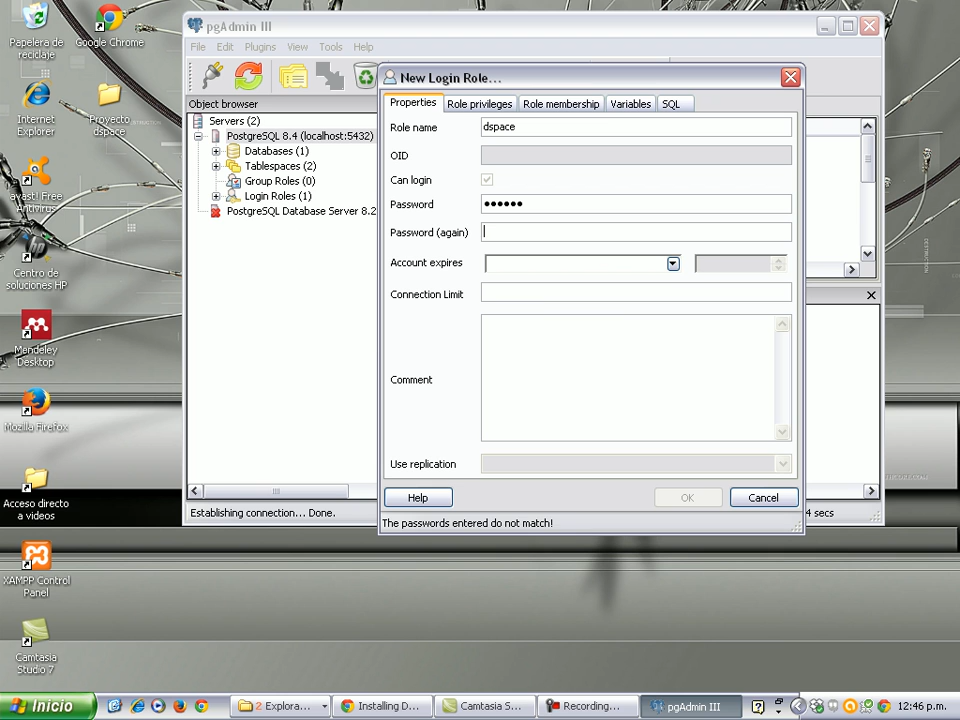 Papelera de
reciclaje
Google Chrome
Internet
Explorer
Proyecto
dspace
avast! Free
Antivirus
Centro de
soluciones HP
Mendeley
Desktop
Mozilla Firefox
Acceso directo
a videos
XAMPP Control
Panel
Camtasia
Studio 7
pgAdmin III
File Edit Plugins View Tools Help
Object browser
Servers (2)
PostgreSQL 8.4 (localhost:5432)
Databases (1)
Tablespaces (2)
Group Roles (0)
Login Roles (1)
PostgreSQL Database Server 8.2
Establishing connection... Done.
4 secs
New Login Role...
Properties Role privileges Role membership Variables SQL
Role name dspace
OID
Can login
Password ••••••
Password (again)
Account expires
Connection Limit
Comment
Use replication
Help OK Cancel
The passwords entered do not match!
Inicio
2 Explora...
Installing D...
Camtasia S...
Recording...
pgAdmin III
12:46 p.m.